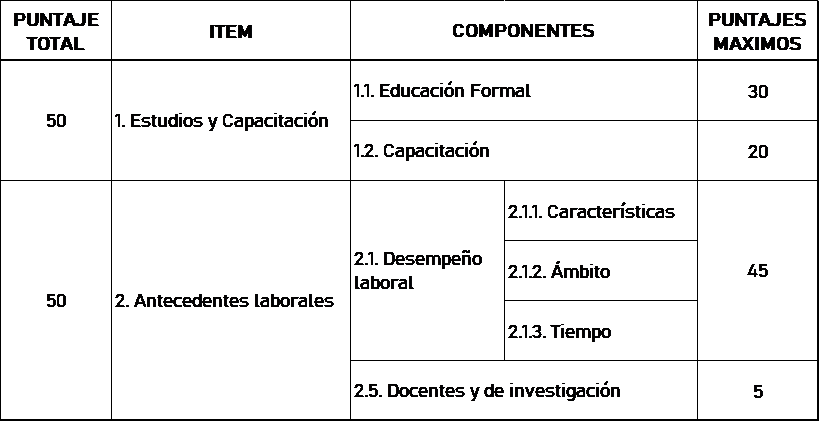 PUNTAJE
TOTAL
ITEM
COMPONENTES
PUNTAJES
MAXIMOS
50
1. Estudios y Capacitación
1.1. Educación Formal
30
1.2. Capacitación
20
50
2. Antecedentes laborales
2.1. Desempeño
laboral
2.1.1. Características
2.1.2. Ámbito
2.1.3. Tiempo
45
2.5. Docentes y de investigación
5